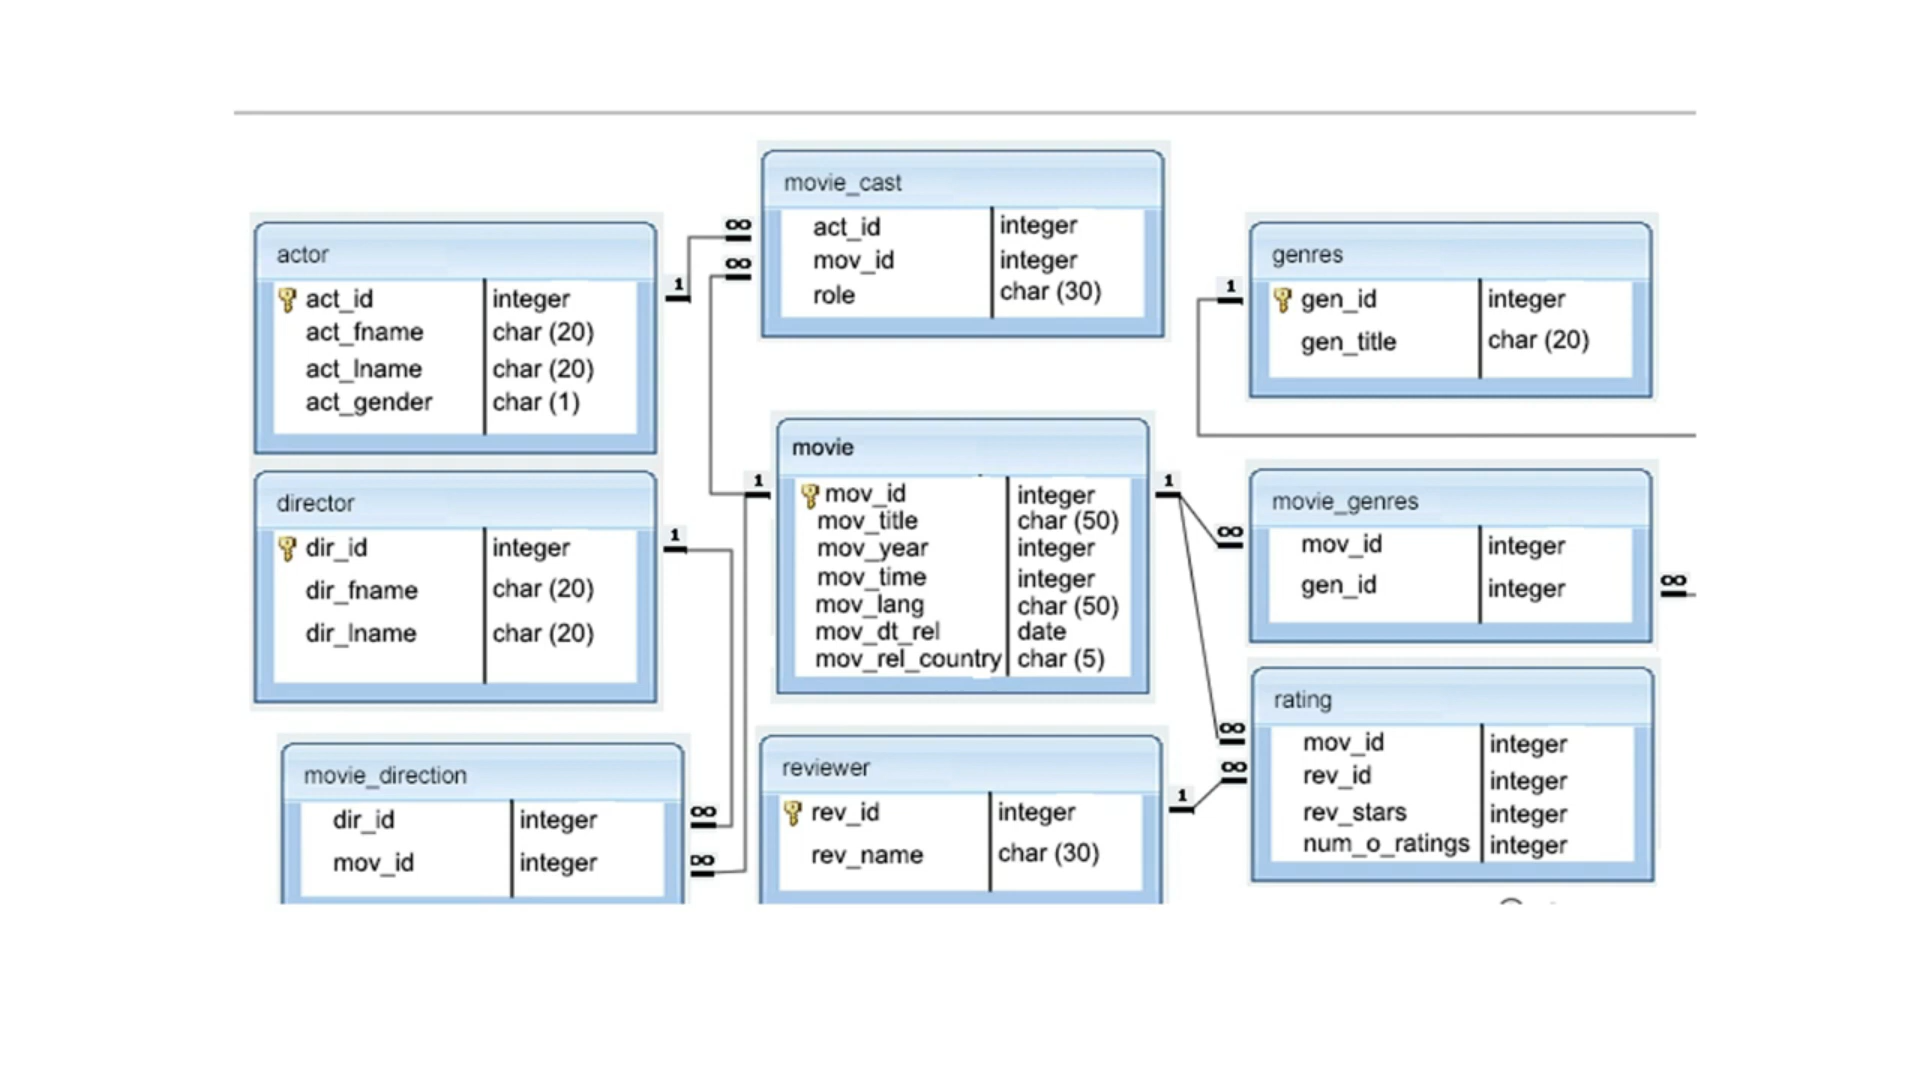 movie_cast
act_id integer
mov_id integer
role char (30)
actor
act_id integer
act_fname char (20)
act_lname char (20)
act_gender char (1)
genres
gen_id integer
gen_title char (20)
movie
mov_id integer
mov_title char (50)
mov_year integer
mov_time integer
mov_lang char (50)
mov_dt_rel date
mov_rel_country char (5)
director
dir_id integer
dir_fname char (20)
dir_lname char (20)
movie_genres
mov_id integer
gen_id integer
rating
mov_id integer
rev_id integer
rev_stars integer
num_o_ratings integer
movie_direction
dir_id integer
mov_id integer
reviewer
rev_id integer
rev_name char (30)
∞
∞
1
1
1
1
1
∞
∞
1
∞
∞
∞
∞
1